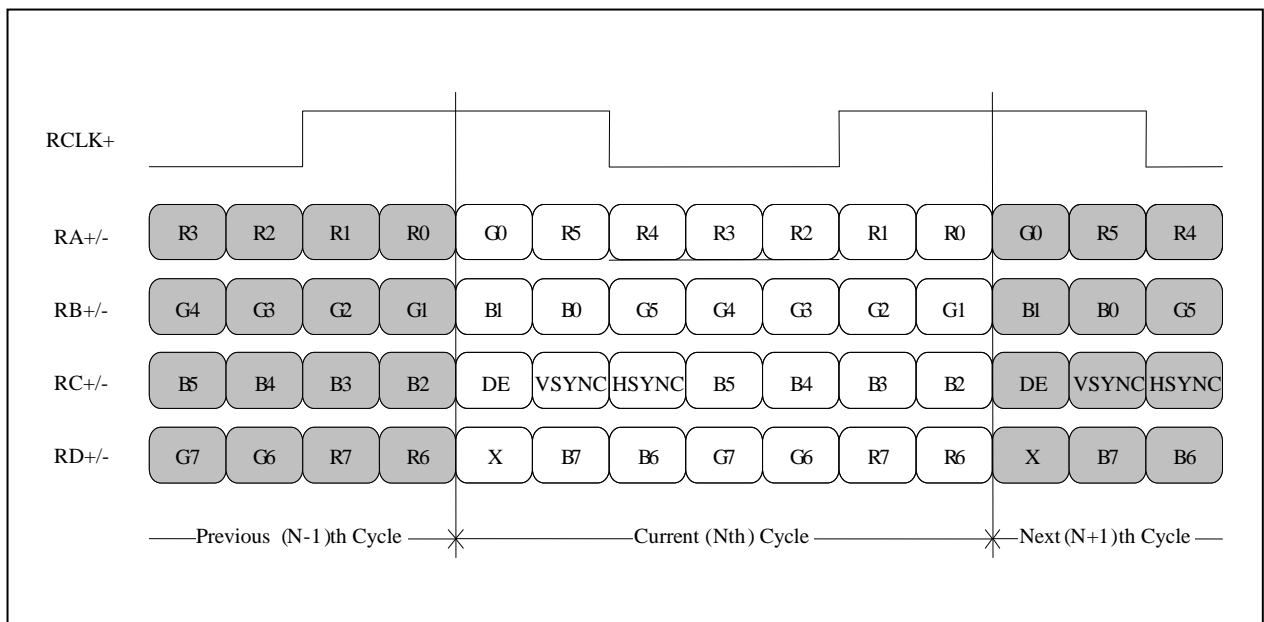 RCLK+
RA+/- R3 R2 R1 R0 G0 R5 R4 R3 R2 R1 R0 G0 R5 R4
RB+/- G4 G3 G2 G1 B1 B0 G5 G4 G3 G2 G1 B1 B0 G5
RC+/- B5 B4 B3 B2 DE VSYNC HSYNC B5 B4 B3 B2 DE VSYNC HSYNC
RD+/- G7 G6 R7 R6 X B7 B6 G7 G6 R7 R6 X B7 B6
Previous (N-1)th Cycle Current (Nth) Cycle Next (N+1)th Cycle